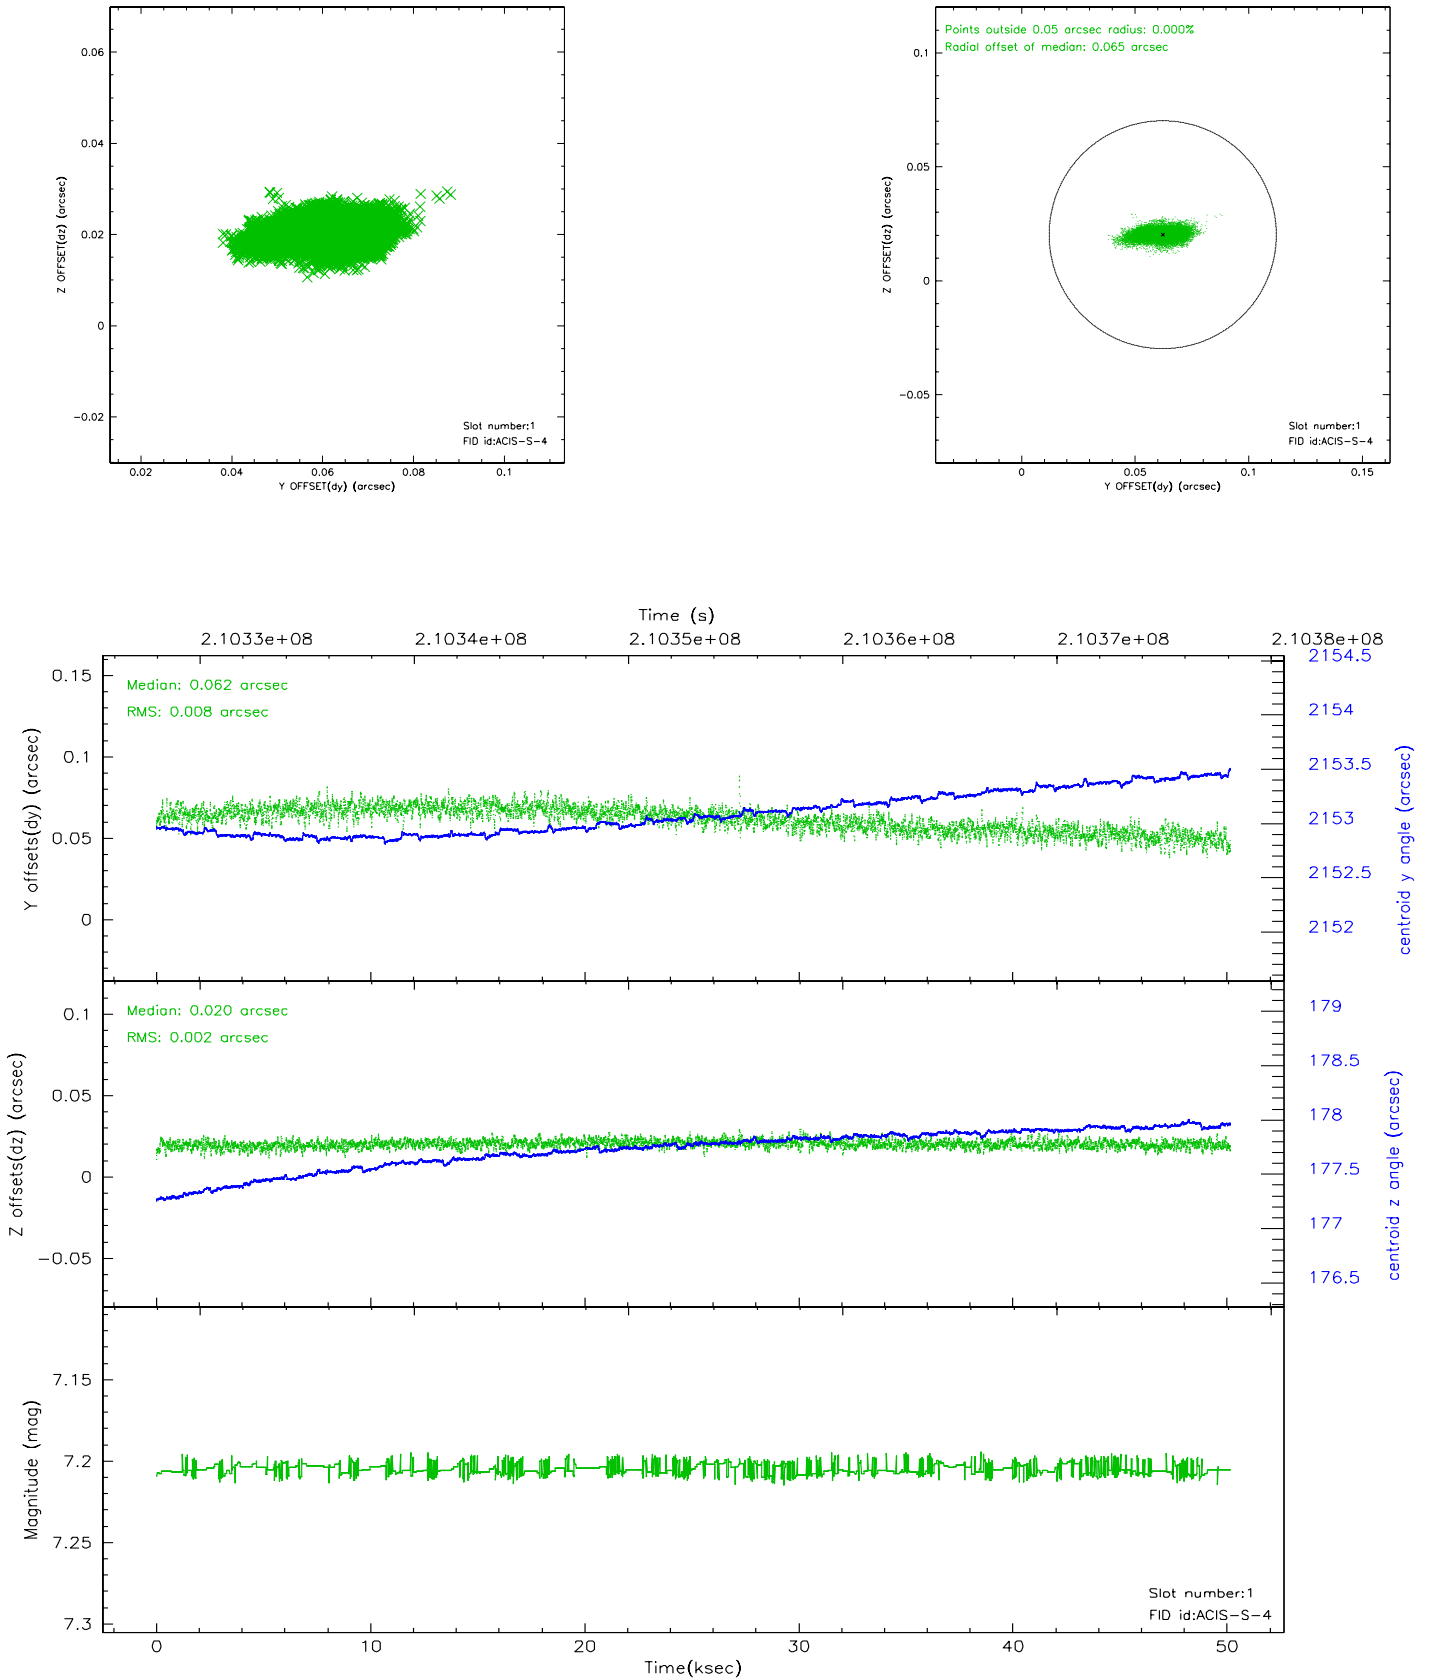 0.06
0.04
0.02
0
−0.02
Z OFFSET(dz) (arcsec)
Slot number:1
FID id:ACIS−S−4
0.02 0.04 0.06 0.08 0.1
Y OFFSET(dy) (arcsec)
Points outside 0.05 arcsec radius: 0.000%
Radial offset of median: 0.065 arcsec
0.1
0.05
0
−0.05
Z OFFSET(dz) (arcsec)
Slot number:1
FID id:ACIS−S−4
0 0.05 0.1 0.15
Y OFFSET(dy) (arcsec)
Time (s)
2.1033e+08 2.1034e+08 2.1035e+08 2.1036e+08 2.1037e+08 2.1038e+08
Median: 0.062 arcsec
RMS: 0.008 arcsec
0.15
0.1
0.05
0
Y offsets(dy) (arcsec)
2154.5
2154
2153.5
2153
2152.5
2152
centroid y angle (arcsec)
Median: 0.020 arcsec
RMS: 0.002 arcsec
0.1
0.05
0
−0.05
Z offsets(dz) (arcsec)
179
178.5
178
177.5
177
176.5
centroid z angle (arcsec)
7.15
7.2
7.25
7.3
Magnitude (mag)
Slot number:1
FID id:ACIS−S−4
0 10 20 30 40 50
Time(ksec)